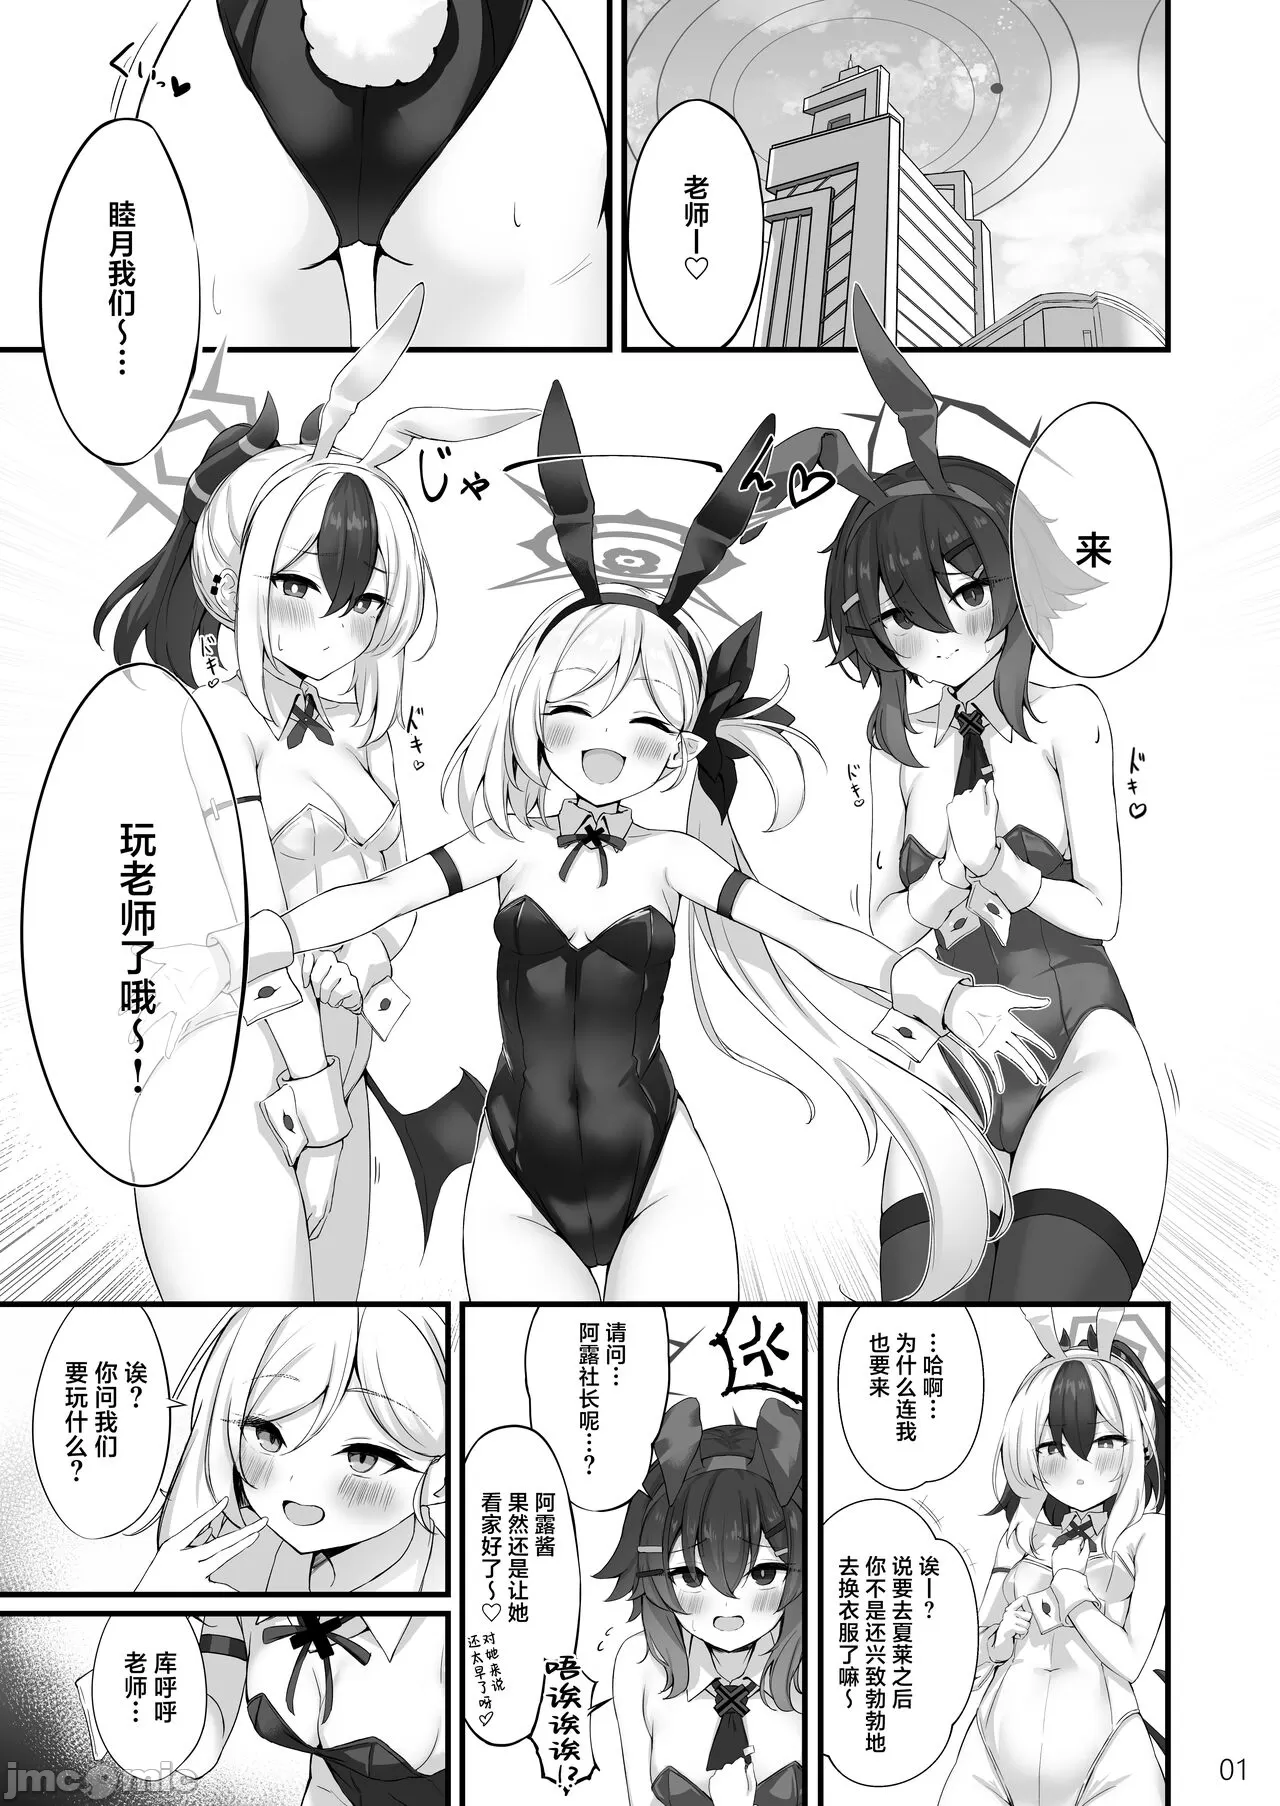 老师ー♡
くいっ♥
睦月我们～…
来
じゃ
ん♡
ドキ♡
ドキ♡
ドキ♡
ドキ♡
玩老师了哦～！
…哈啊…
为什么连我
也要来
诶ー？
说要去夏莱之后
你不是还兴致勃勃地
去换衣服了嘛～
请问…
阿露社长呢…？
阿露酱
果然还是让她
看家好了～♡
对她来说
还太早了呀♡
唔诶诶诶!?
诶？
你问我们
要玩什么？
库呼呼
老师…
jmcomic
01